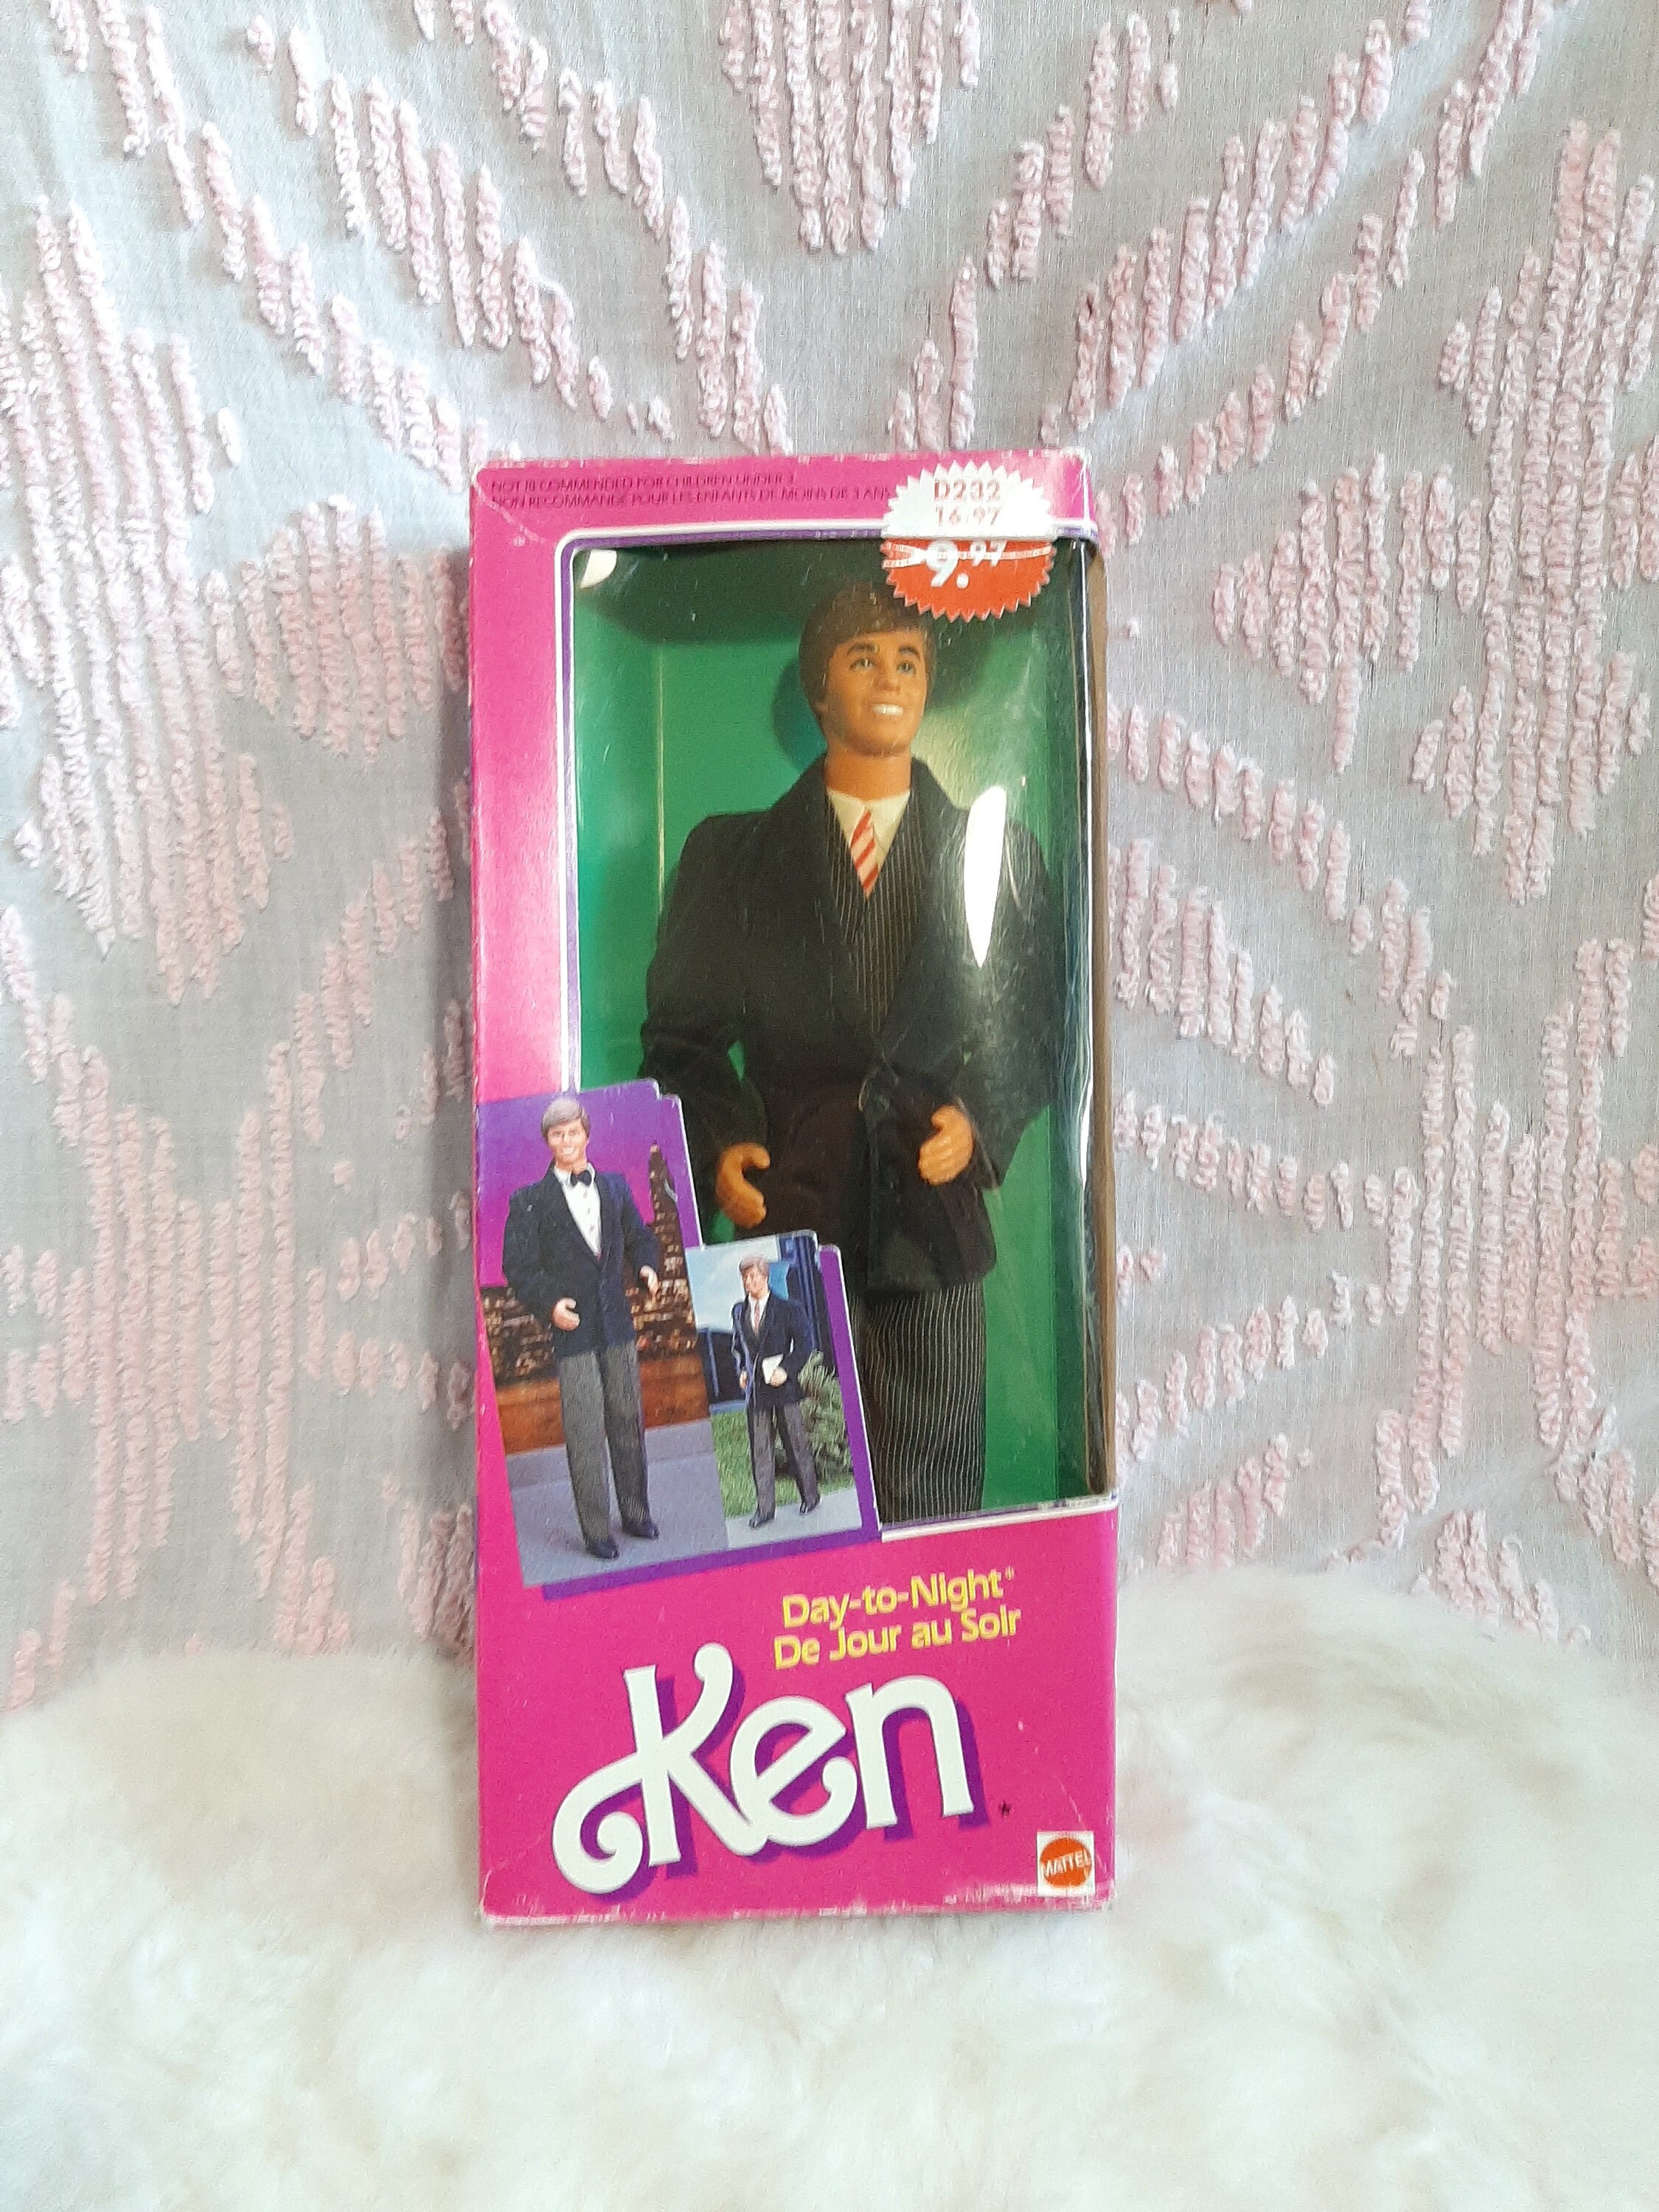 NOT RECOMMENDED FOR CHILDREN UNDER 3
NON RECOMMANDÉ POUR LES ENFANTS DE MOINS DE 3 ANS
D232
16.97
9.97
Day-to-Night*
De Jour au Soir
Ken
MATTEL